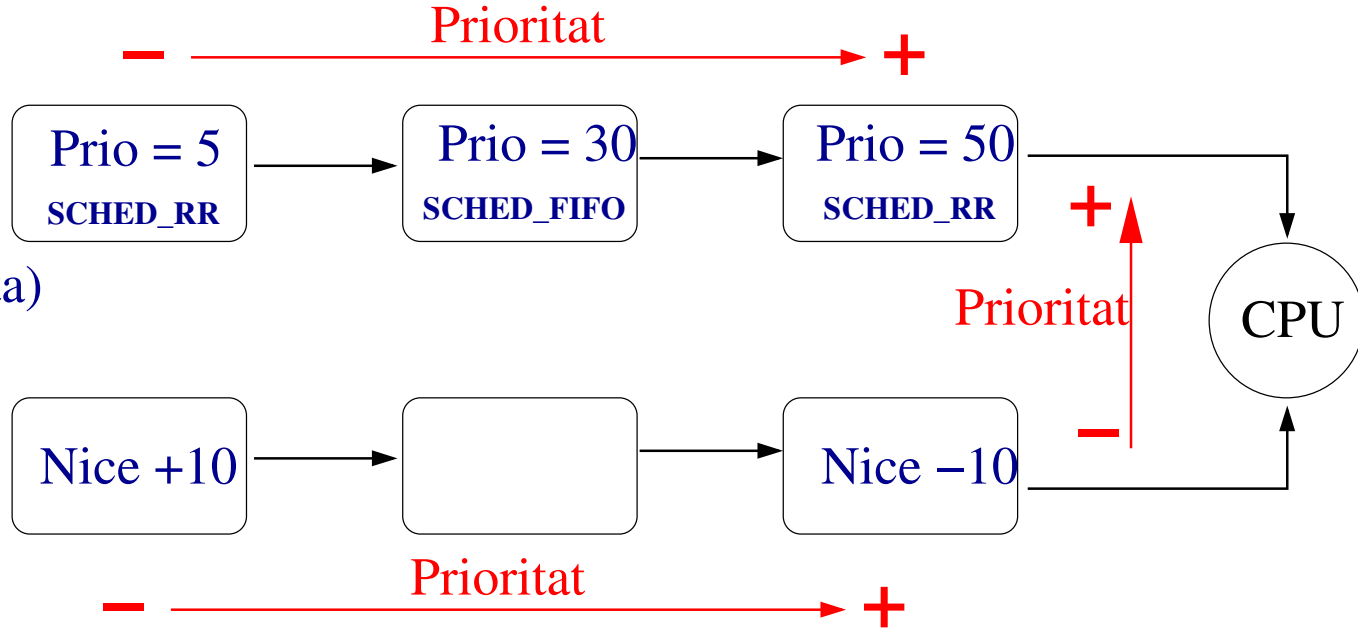 Prioritat
− +
Prio = 5
SCHED_RR
Prio = 30
SCHED_FIFO
Prio = 50
SCHED_RR
+
Prioritat
−
CPU
Nice +10
Nice −10
Prioritat
− +